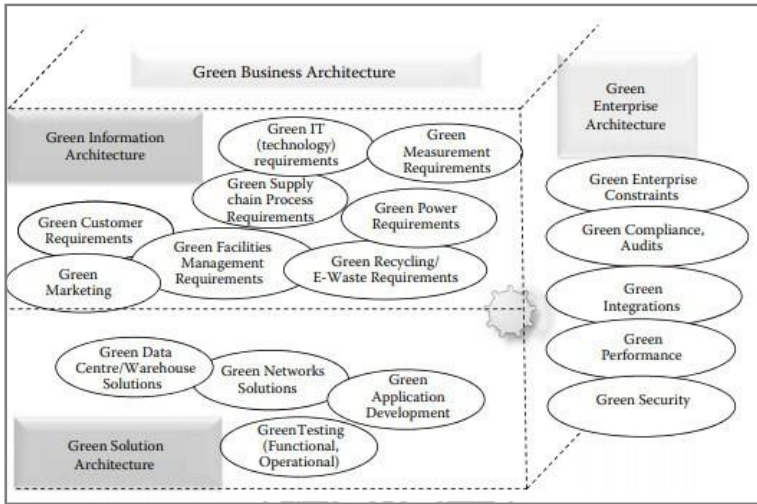 Green Business Architecture
Green
Enterprise
Architecture
Green Information
Architecture
Green IT
(technology)
requirements
Green
Measurement
Requirements
Green Supply
chain Process
Requirements
Green Power
Requirements
Green Customer
Requirements
Green Facilities
Management
Requirements
Green Recycling/
E-Waste Requirements
Green
Marketing
Green Enterprise
Constraints
Green Compliance,
Audits
Green
Integrations
Green
Performance
Green Security
Green Data
Centre/Warehouse
Solutions
Green Networks
Solutions
Green
Application
Development
GreenTesting
(Functional,
Operational)
Green Solution
Architecture